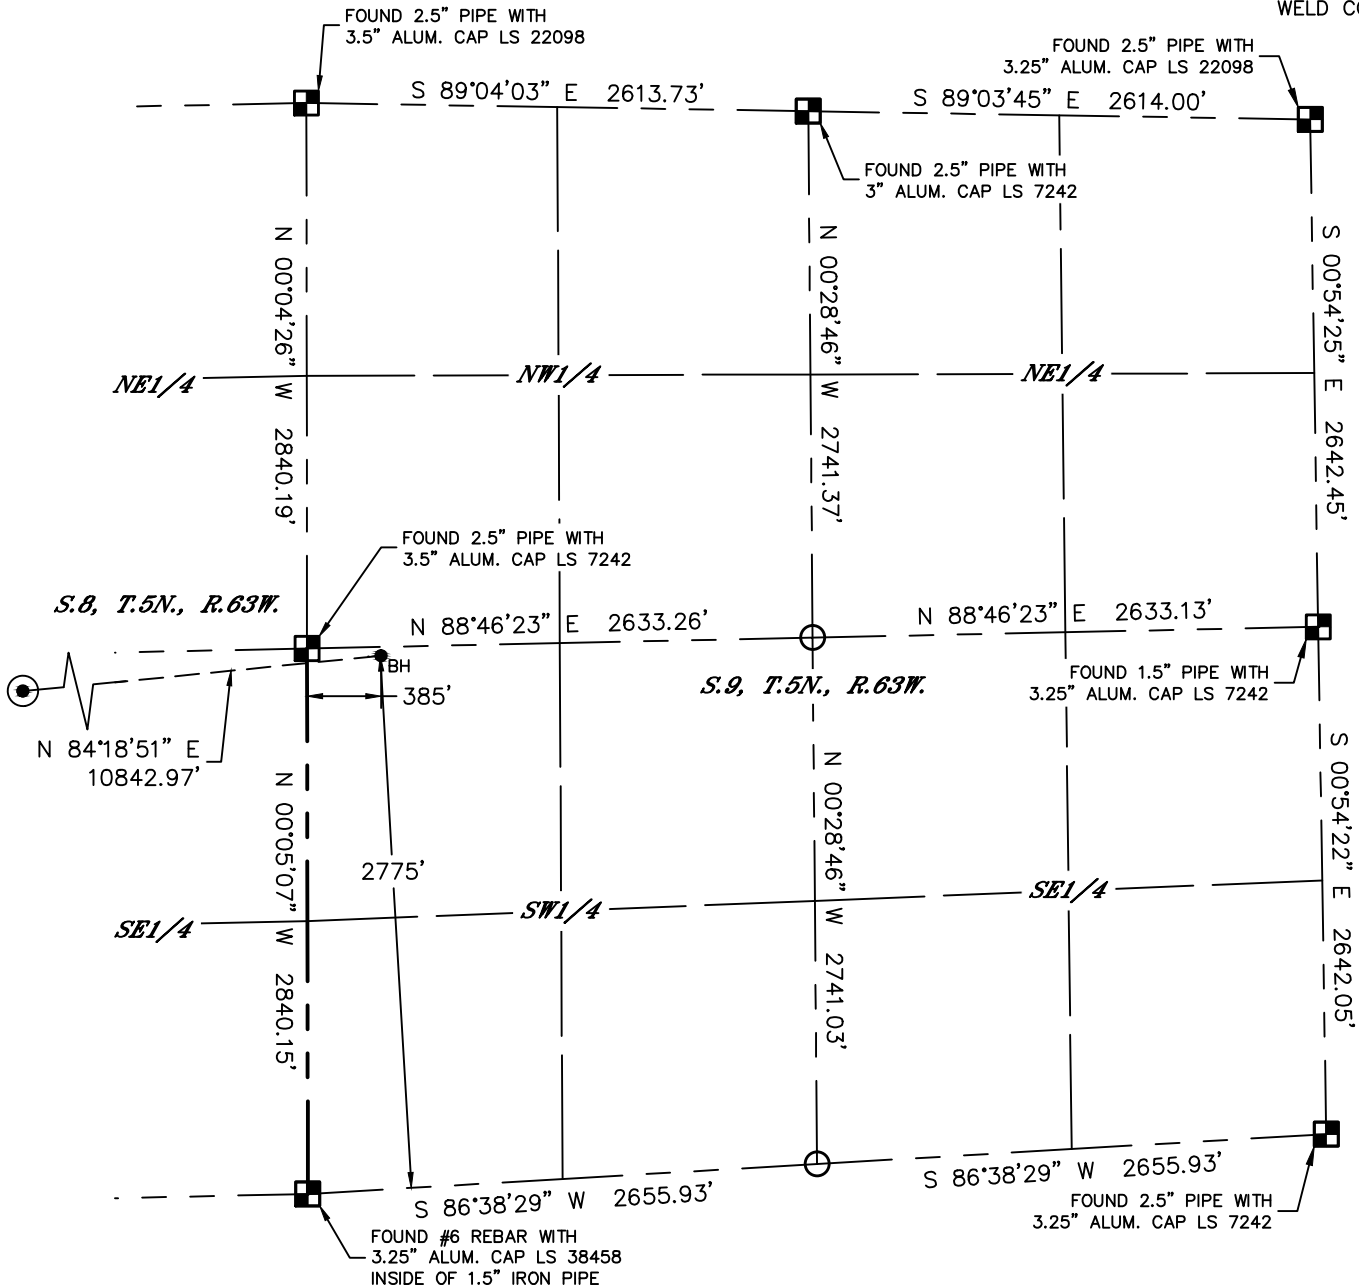 WELD CO
FOUND 2.5" PIPE WITH
3.5" ALUM. CAP LS 22098
FOUND 2.5" PIPE WITH
3.25" ALUM. CAP LS 22098
S 89°04'03" E 2613.73'
S 89°03'45" E 2614.00'
FOUND 2.5" PIPE WITH
3" ALUM. CAP LS 7242
N 00°04'26" W 2840.19'
N 00°28'46" W 2741.37'
S 00°54'25" E 2642.45'
NE1/4
NW1/4
NE1/4
FOUND 2.5" PIPE WITH
3.5" ALUM. CAP LS 7242
S.8, T.5N., R.63W.
N 88°46'23" E 2633.26'
N 88°46'23" E 2633.13'
BH
385'
S.9, T.5N., R.63W.
FOUND 1.5" PIPE WITH
3.25" ALUM. CAP LS 7242
N 84°18'51" E
10842.97'
N 00°05'07" W 2840.15'
2775'
N 00°28'46" W 2741.03'
S 00°54'22" E 2642.05'
SE1/4
SW1/4
SE1/4
S 86°38'29" W 2655.93'
S 86°38'29" W 2655.93'
FOUND 2.5" PIPE WITH
3.25" ALUM. CAP LS 7242
FOUND #6 REBAR WITH
3.25" ALUM. CAP LS 38458
INSIDE OF 1.5" IRON PIPE